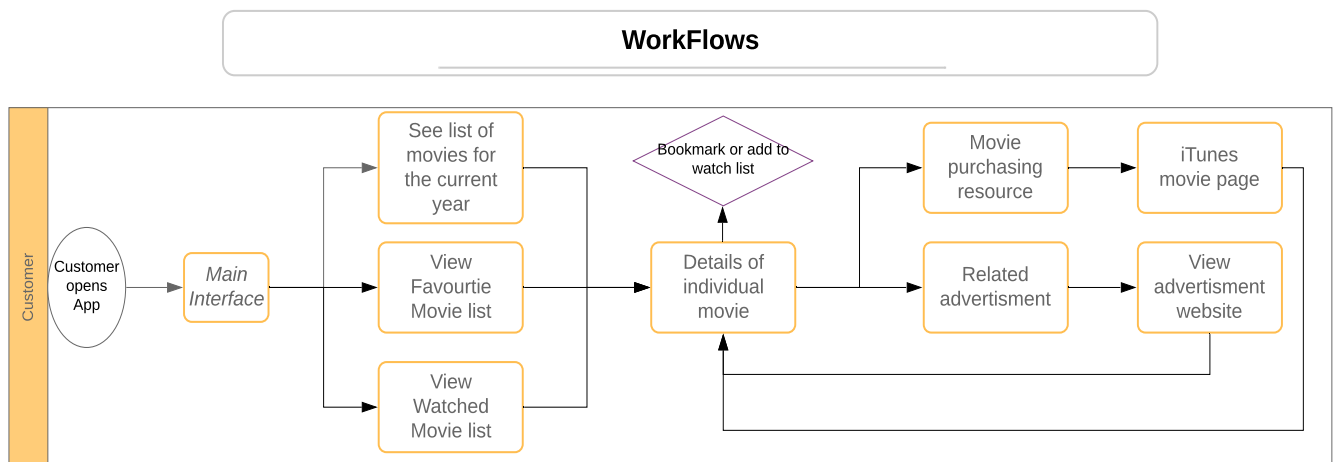 WorkFlows
Customer
Customer
opens
App
Main
Interface
See list of
movies for
the current
year
View
Favourtie
Movie list
View
Watched
Movie list
Bookmark or add to
watch list
Details of
individual
movie
Movie
purchasing
resource
iTunes
movie page
Related
advertisment
View
advertisment
website